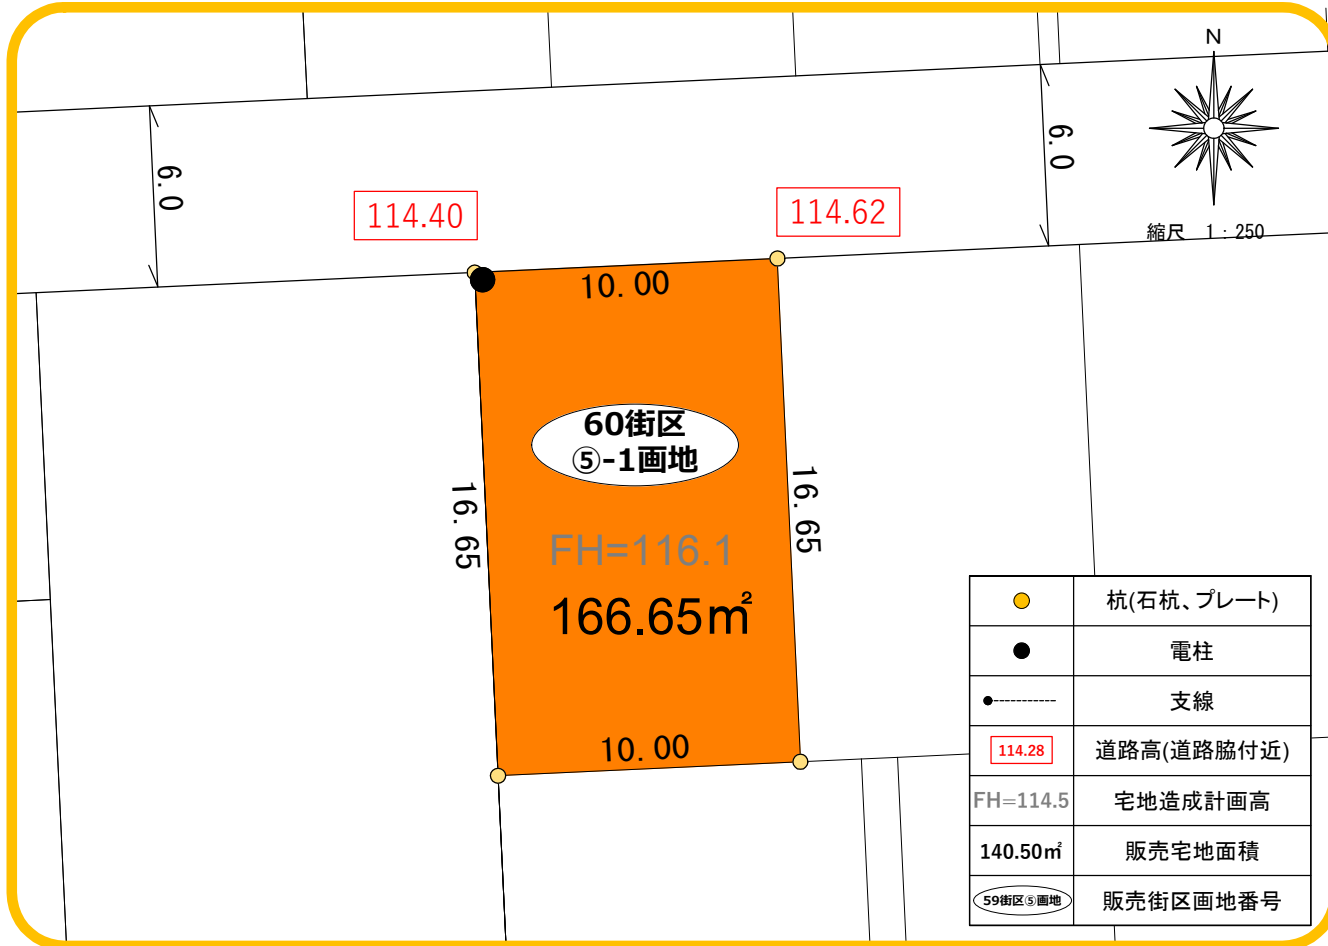 N
縮尺 1:250
6.0
6.0
114.40
114.62
10.00
60街区
⑤-1画地
16.65
16.65
FH=116.1
166.65㎡
10.00
杭(石杭、プレート)
電柱
支線
114.28 道路高(道路脇付近)
FH=114.5 宅地造成計画高
140.50㎡ 販売宅地面積
59街区⑤画地 販売街区画地番号